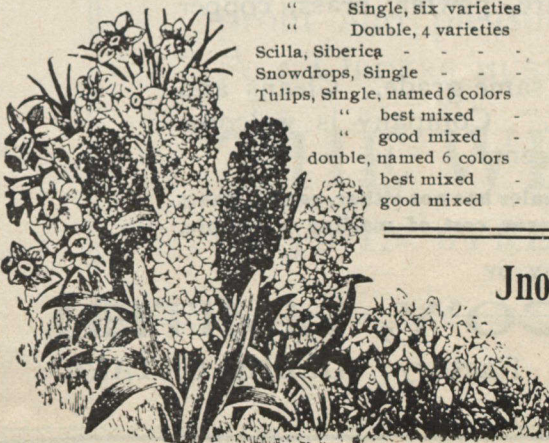 “ Single, six varieties
“ Double, 4 varieties
Scilla, Siberica - - - -
Snowdrops, Single - - -
Tulips, Single, named 6 colors
“ best mixed -
“ good mixed -
double, named 6 colors
best mixed -
good mixed -
Jno